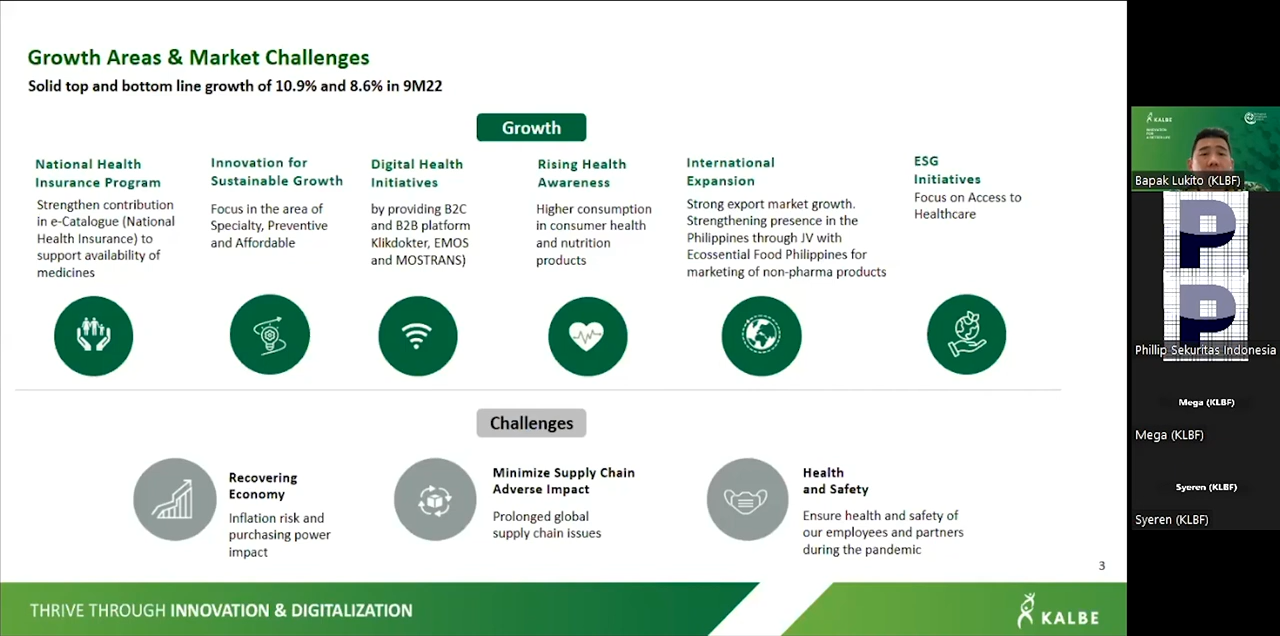 Growth Areas & Market Challenges
Solid top and bottom line growth of 10.9% and 8.6% in 9M22
Growth
National Health
Insurance Program
Strengthen contribution
in e-Catalogue (National
Health Insurance) to
support availability of
medicines
Innovation for
Sustainable Growth
Focus in the area of
Specialty, Preventive
and Affordable
Digital Health
Initiatives
by providing B2C
and B2B platform
Klikdokter, EMOS
and MOSTRANS)
Rising Health
Awareness
Higher consumption
in consumer health
and nutrition
products
International
Expansion
Strong export market growth.
Strengthening presence in the
Philippines through JV with
Ecossential Food Philippines for
marketing of non-pharma products
ESG
Initiatives
Focus on Access to
Healthcare
Challenges
Recovering
Economy
Inflation risk and
purchasing power
impact
Minimize Supply Chain
Adverse Impact
Prolonged global
supply chain issues
Health
and Safety
Ensure health and safety of
our employees and partners
during the pandemic
3
THRIVE THROUGH INNOVATION & DIGITALIZATION
KALBE
KALBE
Bapak Lukito (KLBF)
P
P
Phillip Sekuritas Indonesia
Mega (KLBF)
Mega (KLBF)
Syeren (KLBF)
Syeren (KLBF)